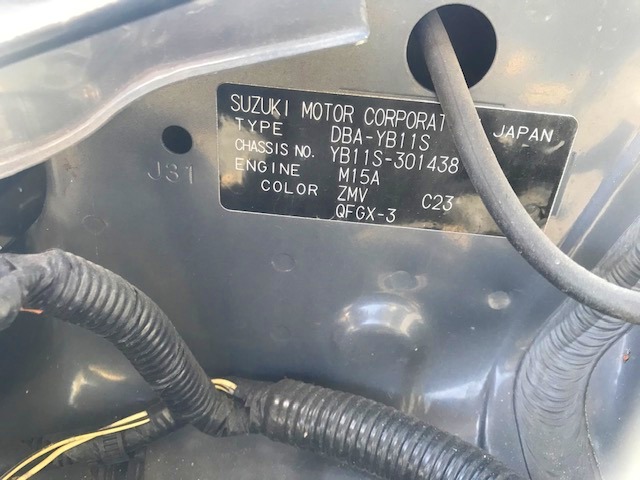 SUZUKI MOTOR CORPORAT JAPAN
TYPE DBA-YB11S
CHASSIS NO. YB11S-301438
ENGINE M15A
COLOR ZMV C23
QFGX-3
J31